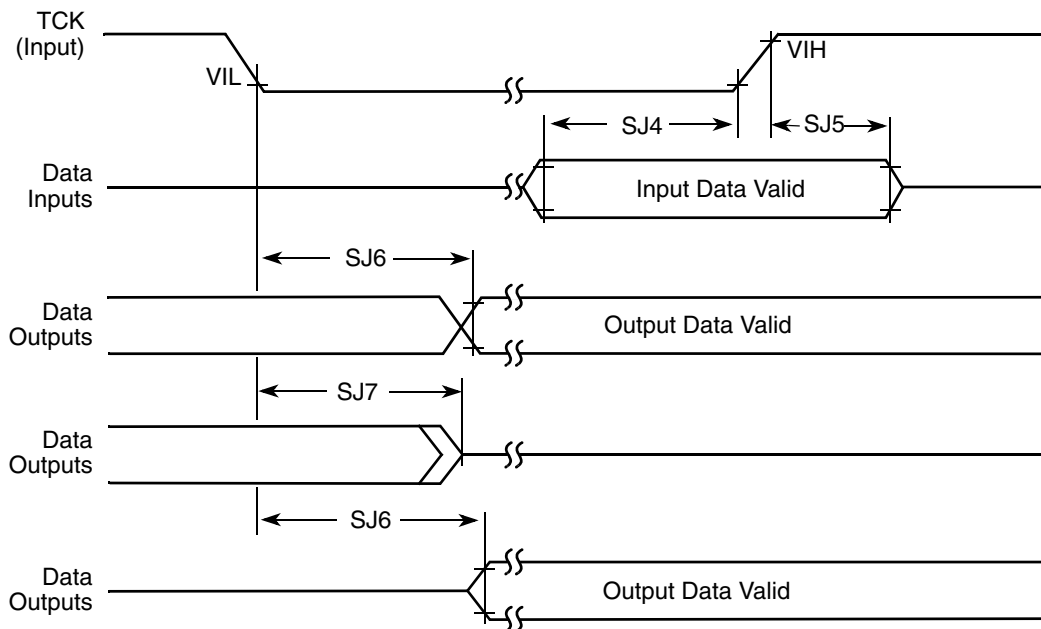 TCK
(Input)
VIL
VIH
SJ4
SJ5
Data
Inputs
Input Data Valid
SJ6
Data
Outputs
Output Data Valid
SJ7
Data
Outputs
SJ6
Data
Outputs
Output Data Valid